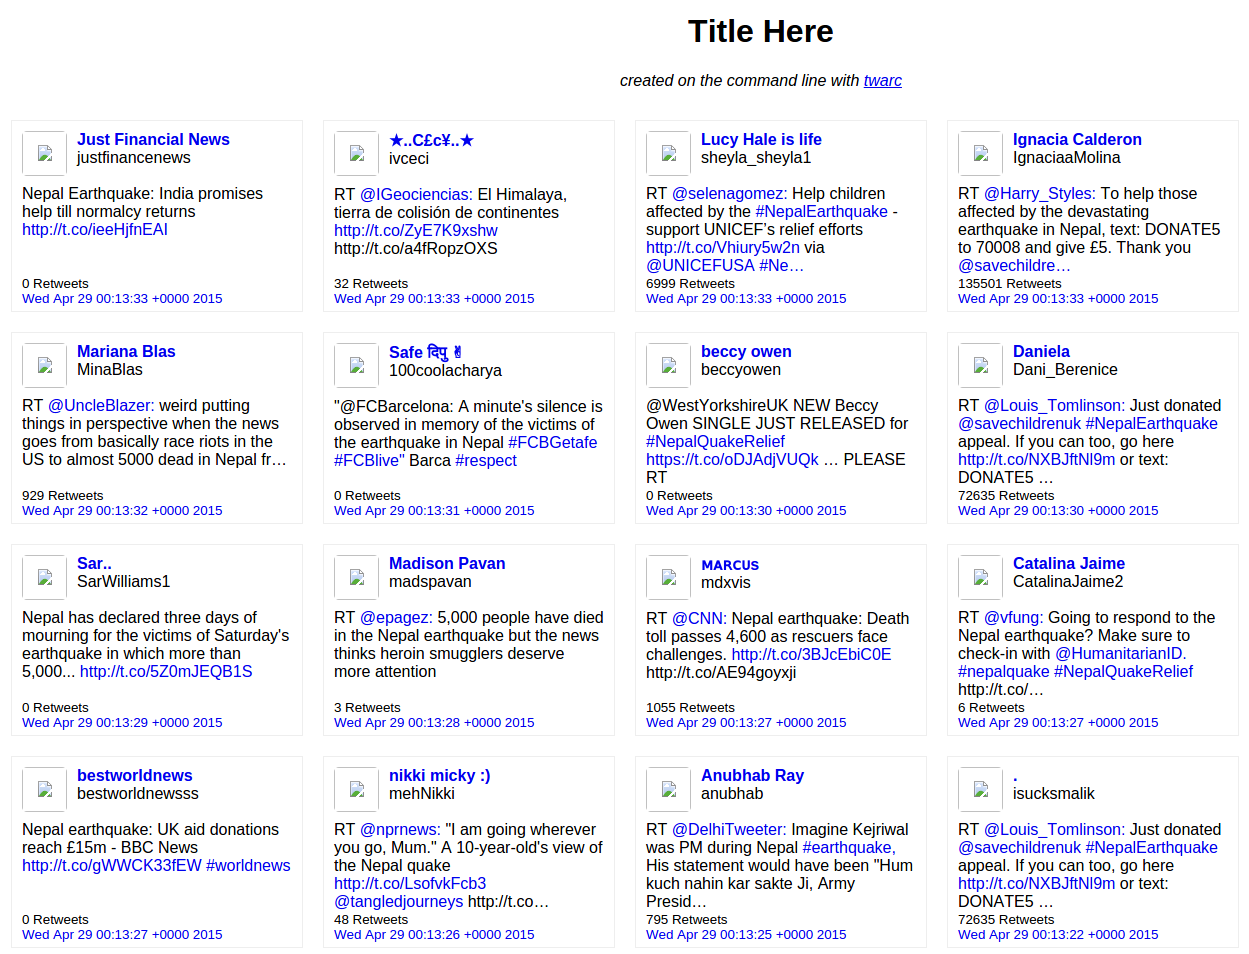 Title Here
created on the command line with twarc
Just Financial News
justfinancenews
Nepal Earthquake: India promises
help till normalcy returns
http://t.co/ieeHjfnEAI
0 Retweets
Wed Apr 29 00:13:33 +0000 2015
★..C£c¥..★
ivceci
RT @IGeociencias: El Himalaya,
tierra de colisión de continentes
http://t.co/ZyE7K9xshw
http://t.co/a4fRopzOXS
32 Retweets
Wed Apr 29 00:13:33 +0000 2015
Lucy Hale is life
sheyla_sheyla1
RT @selenagomez: Help children
affected by the #NepalEarthquake -
support UNICEF's relief efforts
http://t.co/Vhiury5w2n via
@UNICEFUSA #Ne…
6999 Retweets
Wed Apr 29 00:13:33 +0000 2015
Ignacia Calderon
IgnaciaaMolina
RT @Harry_Styles: To help those
affected by the devastating
earthquake in Nepal, text: DONATE5
to 70008 and give £5. Thank you
@savechildre…
135501 Retweets
Wed Apr 29 00:13:33 +0000 2015
Mariana Blas
MinaBlas
RT @UncleBlazer: weird putting
things in perspective when the news
goes from basically race riots in the
US to almost 5000 dead in Nepal fr…
929 Retweets
Wed Apr 29 00:13:32 +0000 2015
Safe दिपु ✌
100coolacharya
"@FCBarcelona: A minute's silence is
observed in memory of the victims of
the earthquake in Nepal #FCBGetafe
#FCBlive" Barca #respect
0 Retweets
Wed Apr 29 00:13:31 +0000 2015
beccy owen
beccyowen
@WestYorkshireUK NEW Beccy
Owen SINGLE JUST RELEASED for
#NepalQuakeRelief
https://t.co/oDJAdjVUQk … PLEASE
RT
0 Retweets
Wed Apr 29 00:13:30 +0000 2015
Daniela
Dani_Berenice
RT @Louis_Tomlinson: Just donated
@savechildrenuk #NepalEarthquake
appeal. If you can too, go here
http://t.co/NXBJftNl9m or text:
DONATE5 …
72635 Retweets
Wed Apr 29 00:13:30 +0000 2015
Sar..
SarWilliams1
Nepal has declared three days of
mourning for the victims of Saturday's
earthquake in which more than
5,000... http://t.co/5Z0mJEQB1S
0 Retweets
Wed Apr 29 00:13:29 +0000 2015
Madison Pavan
madspavan
RT @epagez: 5,000 people have died
in the Nepal earthquake but the news
thinks heroin smugglers deserve
more attention
3 Retweets
Wed Apr 29 00:13:28 +0000 2015
ᴍᴀʀᴄᴜs
mdxvis
RT @CNN: Nepal earthquake: Death
toll passes 4,600 as rescuers face
challenges. http://t.co/3BJcEbiC0E
http://t.co/AE94goyxji
1055 Retweets
Wed Apr 29 00:13:27 +0000 2015
Catalina Jaime
CatalinaJaime2
RT @vfung: Going to respond to the
Nepal earthquake? Make sure to
check-in with @HumanitarianID.
#nepalquake #NepalQuakeRelief
http://t.co/…
6 Retweets
Wed Apr 29 00:13:27 +0000 2015
bestworldnews
bestworldnewsss
Nepal earthquake: UK aid donations
reach £15m - BBC News
http://t.co/gWWCK33fEW #worldnews
0 Retweets
Wed Apr 29 00:13:27 +0000 2015
nikki micky :)
mehNikki
RT @nprnews: "I am going wherever
you go, Mum." A 10-year-old's view of
the Nepal quake
http://t.co/LsofvkFcb3
@tangledjourneys http://t.co…
48 Retweets
Wed Apr 29 00:13:26 +0000 2015
Anubhab Ray
anubhab
RT @DelhiTweeter: Imagine Kejriwal
was PM during Nepal #earthquake,
His statement would have been "Hum
kuch nahin kar sakte Ji, Army
Presid…
795 Retweets
Wed Apr 29 00:13:25 +0000 2015
.
isucksmalik
RT @Louis_Tomlinson: Just donated
@savechildrenuk #NepalEarthquake
appeal. If you can too, go here
http://t.co/NXBJftNl9m or text:
DONATE5 …
72635 Retweets
Wed Apr 29 00:13:22 +0000 2015